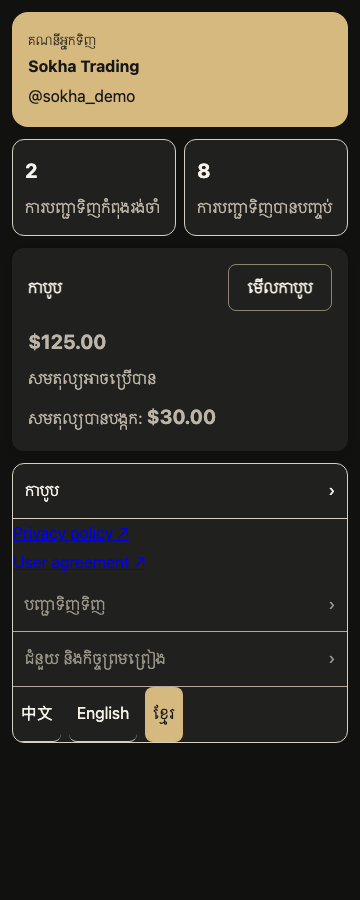 គណនីអ្នកទិញ
Sokha Trading
@sokha_demo
2
ការបញ្ជាទិញកំពុងរង់ចាំ
8
ការបញ្ជាទិញបានបញ្ចប់
កាបូប
មើលកាបូប
$125.00
សមតុល្យអាចប្រើបាន
សមតុល្យបានបង្កក: $30.00
កាបូប ›
Privacy policy ↗
User agreement ↗
បញ្ជាទិញទិញ ›
ជំនួយ និងកិច្ចព្រមព្រៀង ›
中文 English ខ្មែរ